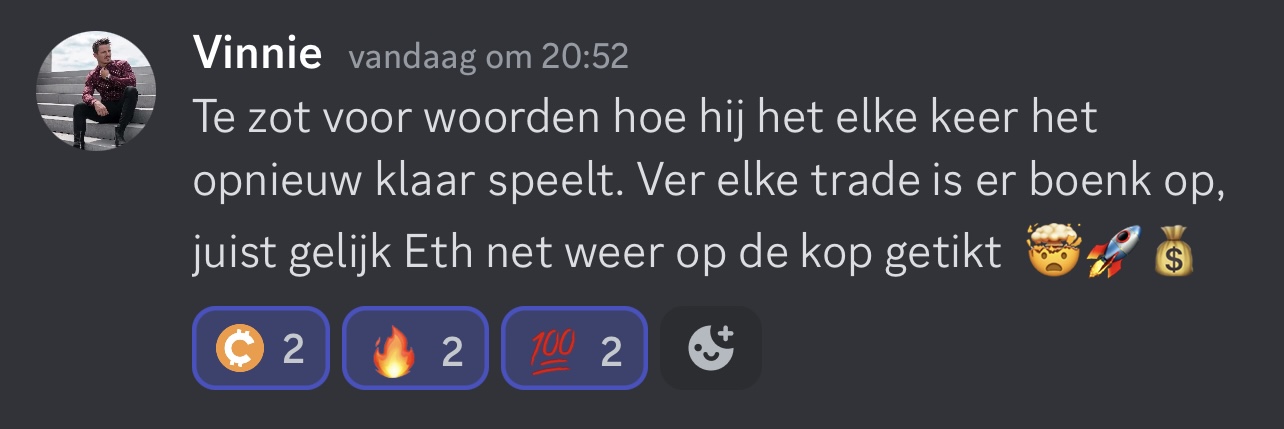 Vinnie vandaag om 20:52
Te zot voor woorden hoe hij het elke keer het
opnieuw klaar speelt. Ver elke trade is er boenk op,
juist gelijk Eth net weer op de kop getikt 🤯🚀💰
2 2 💯 2